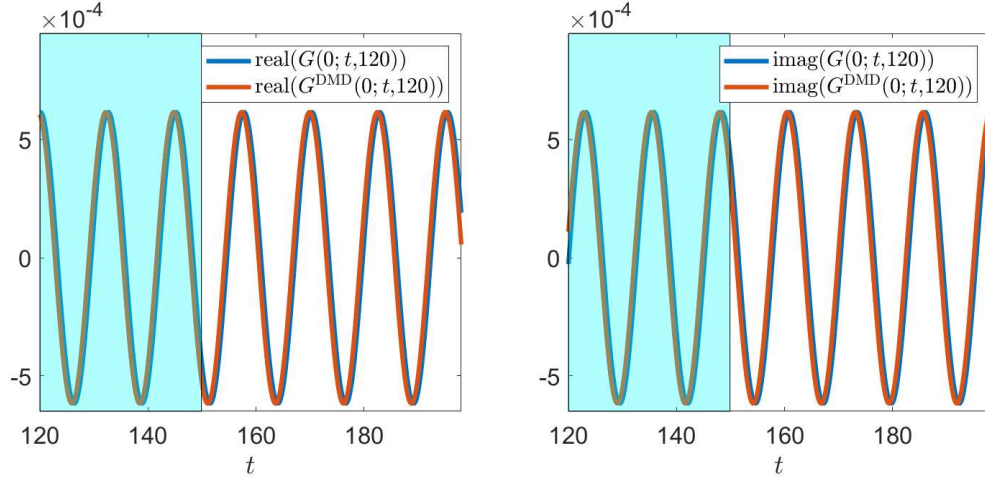 ×10⁻⁴
real(G(0; t,120))
real(G^DMD(0; t,120))
5
0
-5
120
140
160
180
t
×10⁻⁴
imag(G(0; t,120))
imag(G^DMD(0; t,120))
5
0
-5
120
140
160
180
t